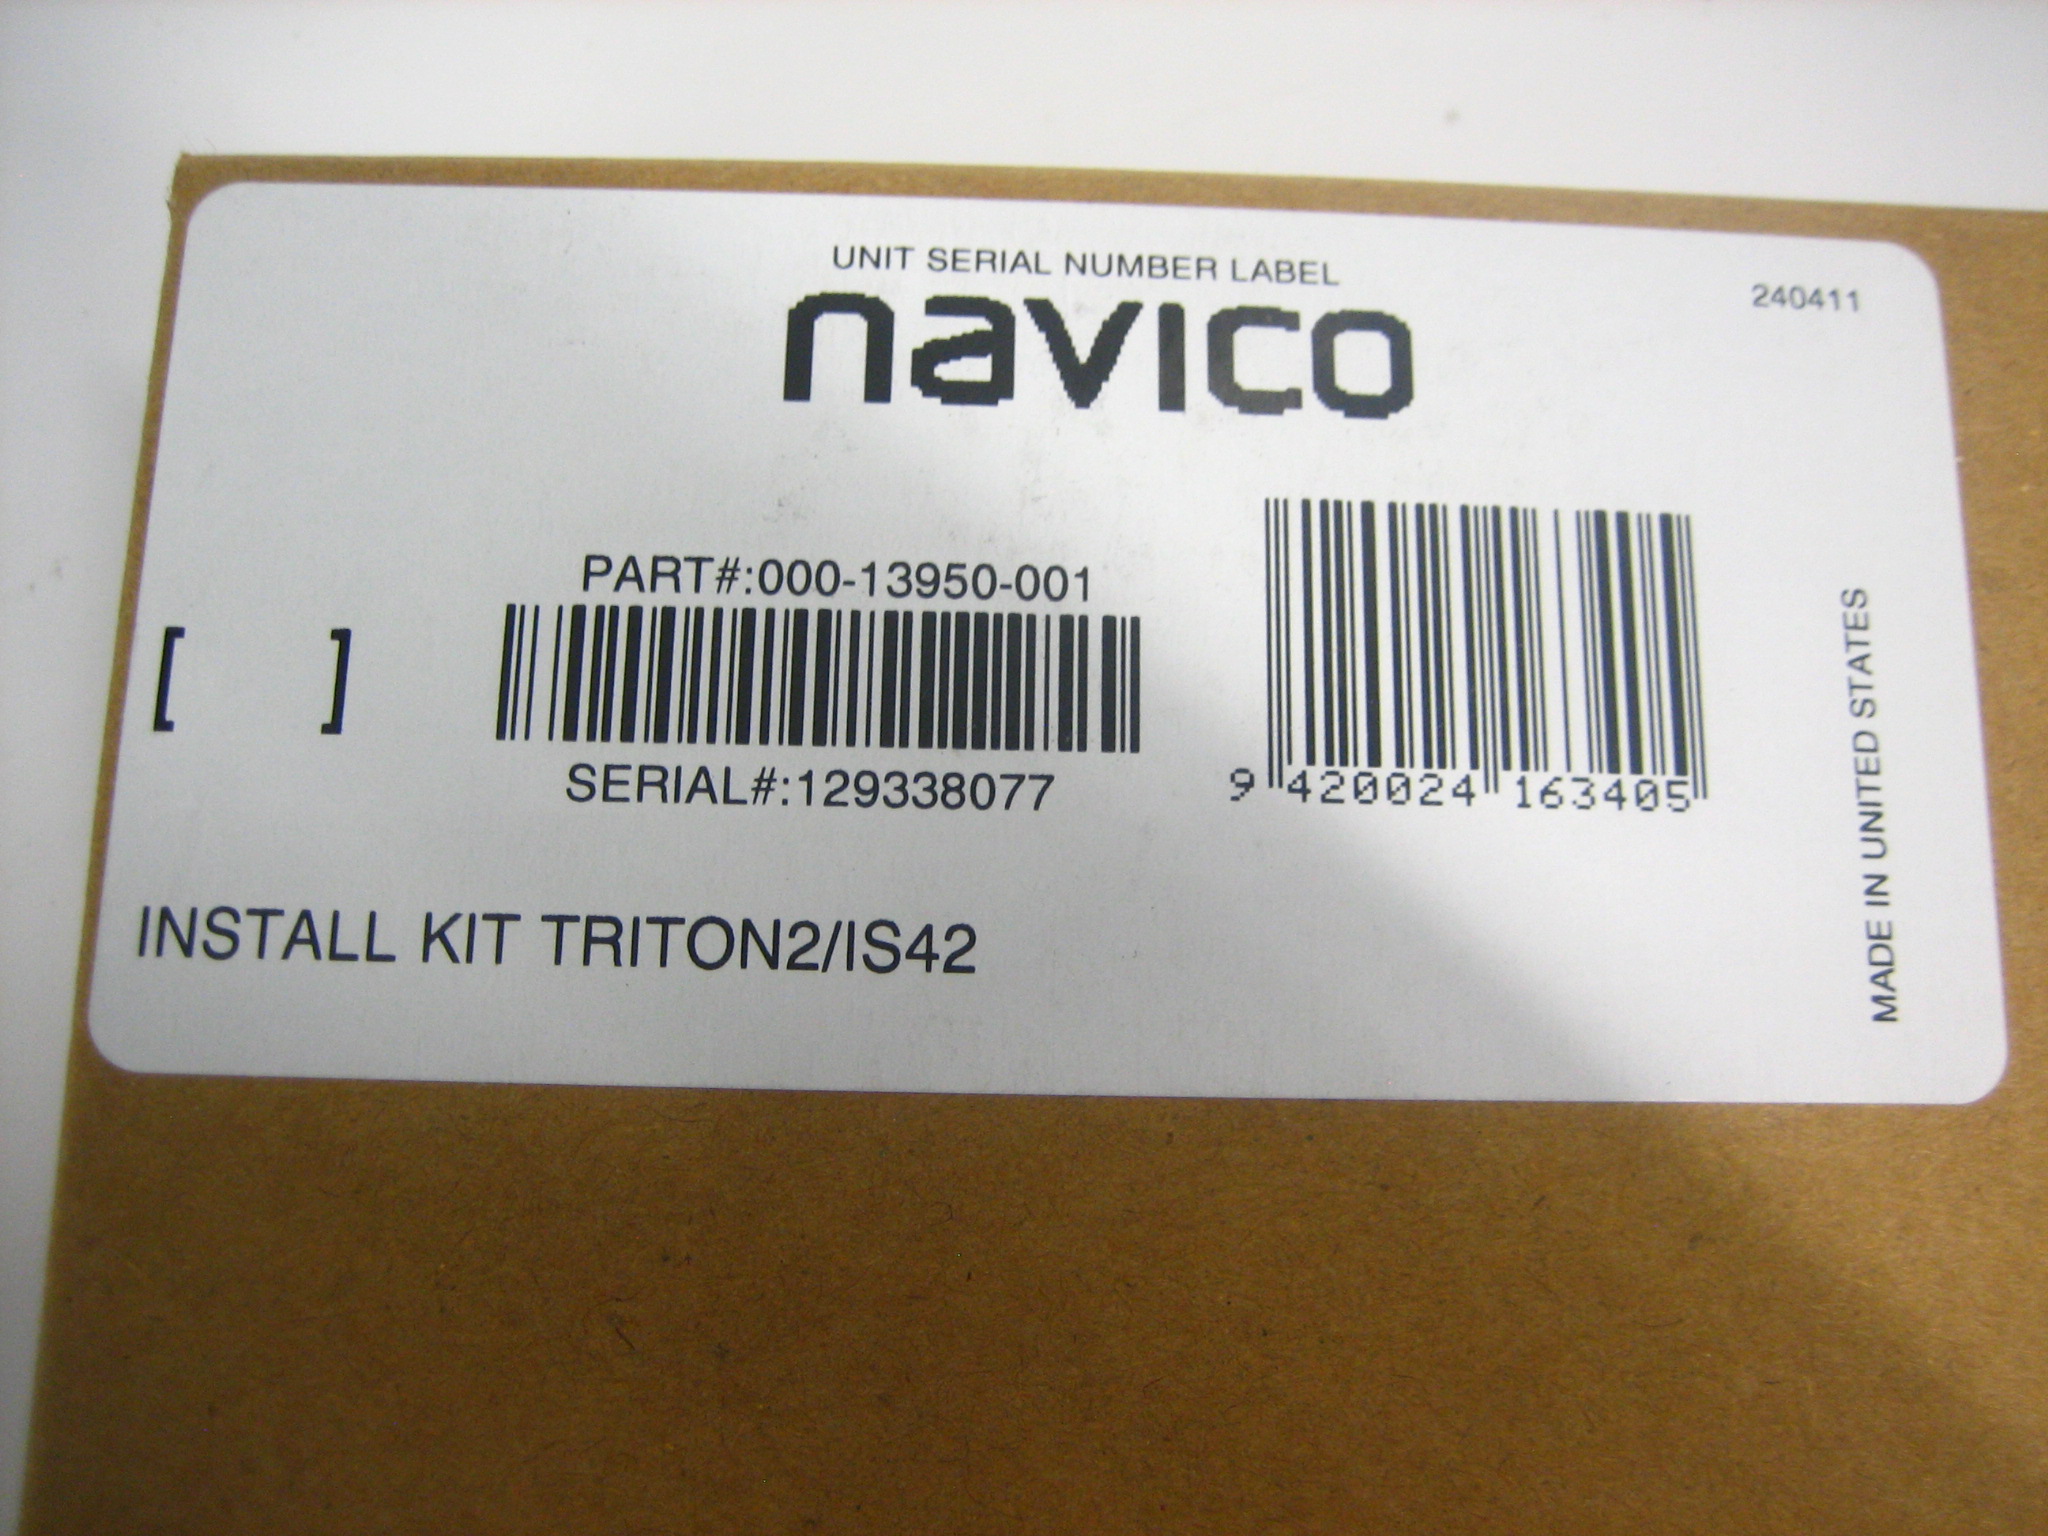 UNIT SERIAL NUMBER LABEL
navico
240411
PART#:000-13950-001
[ ]
SERIAL#:129338077
9 420024 163405
INSTALL KIT TRITON2/IS42
MADE IN UNITED STATES